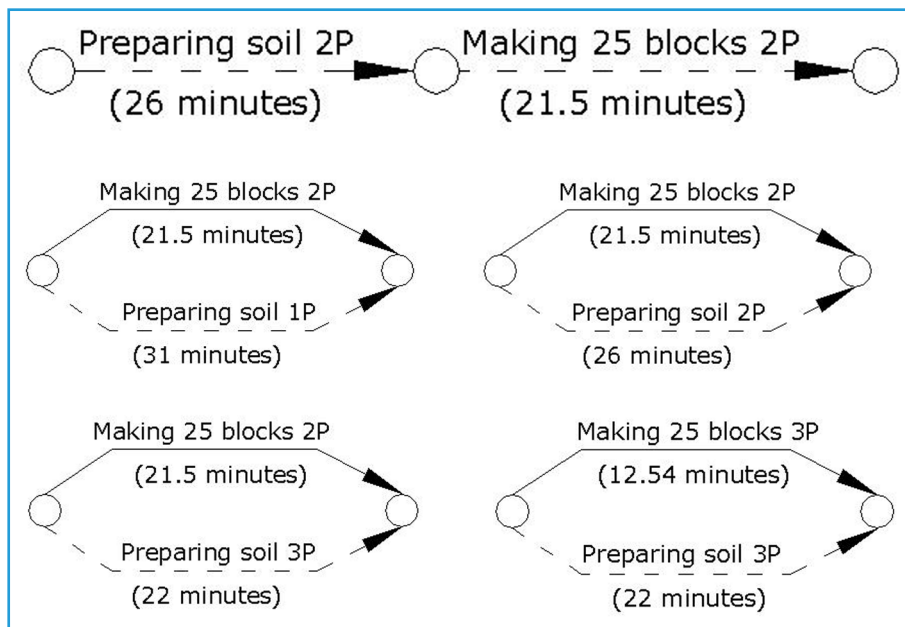 Preparing soil 2P
Making 25 blocks 2P
(26 minutes)
(21.5 minutes)
Making 25 blocks 2P
(21.5 minutes)
Preparing soil 1P
(31 minutes)
Making 25 blocks 2P
(21.5 minutes)
Preparing soil 2P
(26 minutes)
Making 25 blocks 2P
(21.5 minutes)
Preparing soil 3P
(22 minutes)
Making 25 blocks 3P
(12.54 minutes)
Preparing soil 3P
(22 minutes)